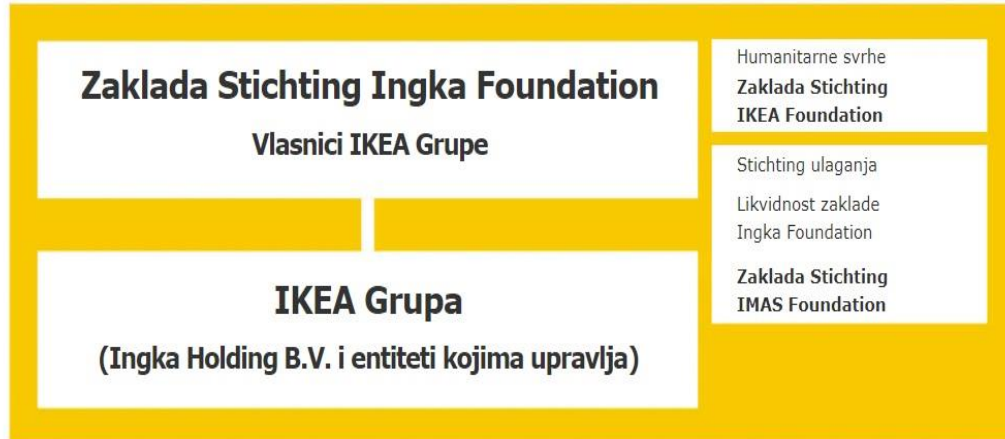 Zaklada Stichting Ingka Foundation
Vlasnici IKEA Grupe
IKEA Grupa
(Ingka Holding B.V. i entiteti kojima upravlja)
Humanitarne svrhe
Zaklada Stichting
IKEA Foundation
Stichting ulaganja
Likvidnost zaklade
Ingka Foundation
Zaklada Stichting
IMAS Foundation